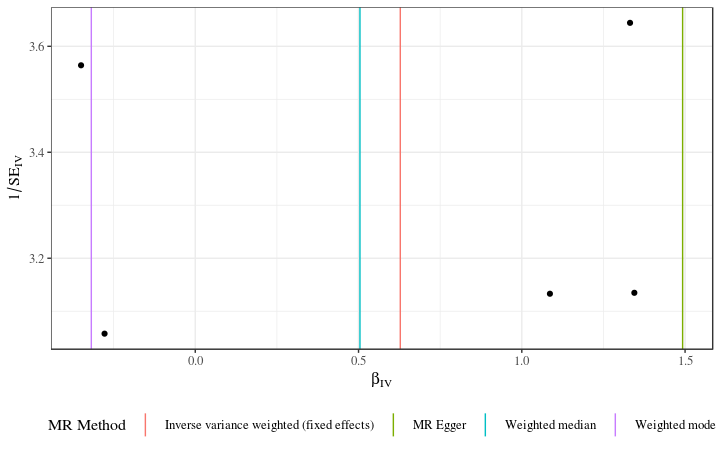 3.6
3.4
3.2
1/SE_IV
0.0 0.5 1.0 1.5
β_IV
MR Method Inverse variance weighted (fixed effects) MR Egger Weighted median Weighted mode